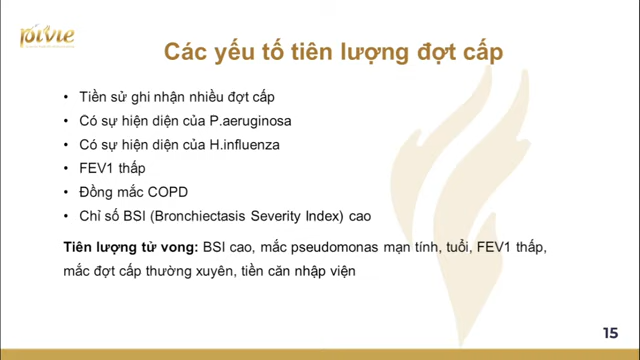 pivie
Các yếu tố tiên lượng đợt cấp
• Tiền sử ghi nhận nhiều đợt cấp
• Có sự hiện diện của P.aeruginosa
• Có sự hiện diện của H.influenza
• FEV1 thấp
• Đồng mắc COPD
• Chỉ số BSI (Bronchiectasis Severity Index) cao
Tiên lượng tử vong: BSI cao, mắc pseudomonas mạn tính, tuổi, FEV1 thấp,
mắc đợt cấp thường xuyên, tiền căn nhập viện
15